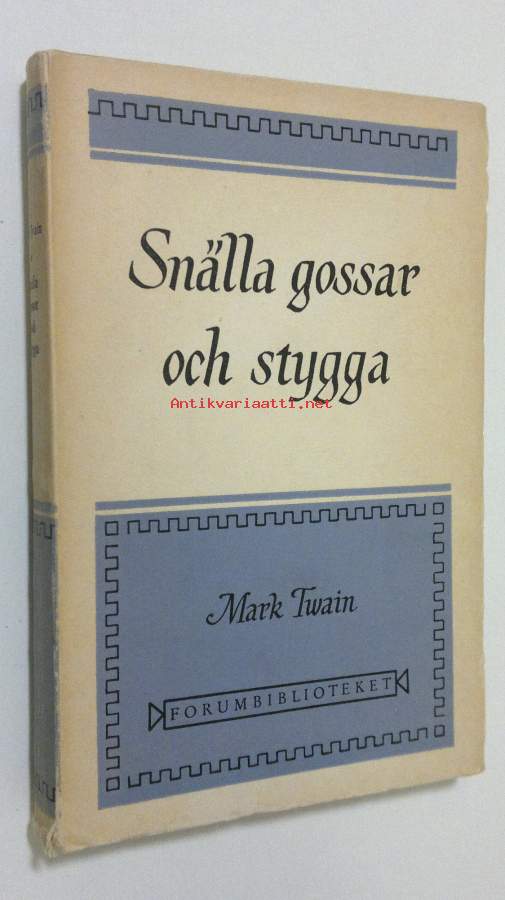 Snälla gossar
och stygga
Antikvariaatti.net
Mark Twain
FORUMBIBLIOTEKET